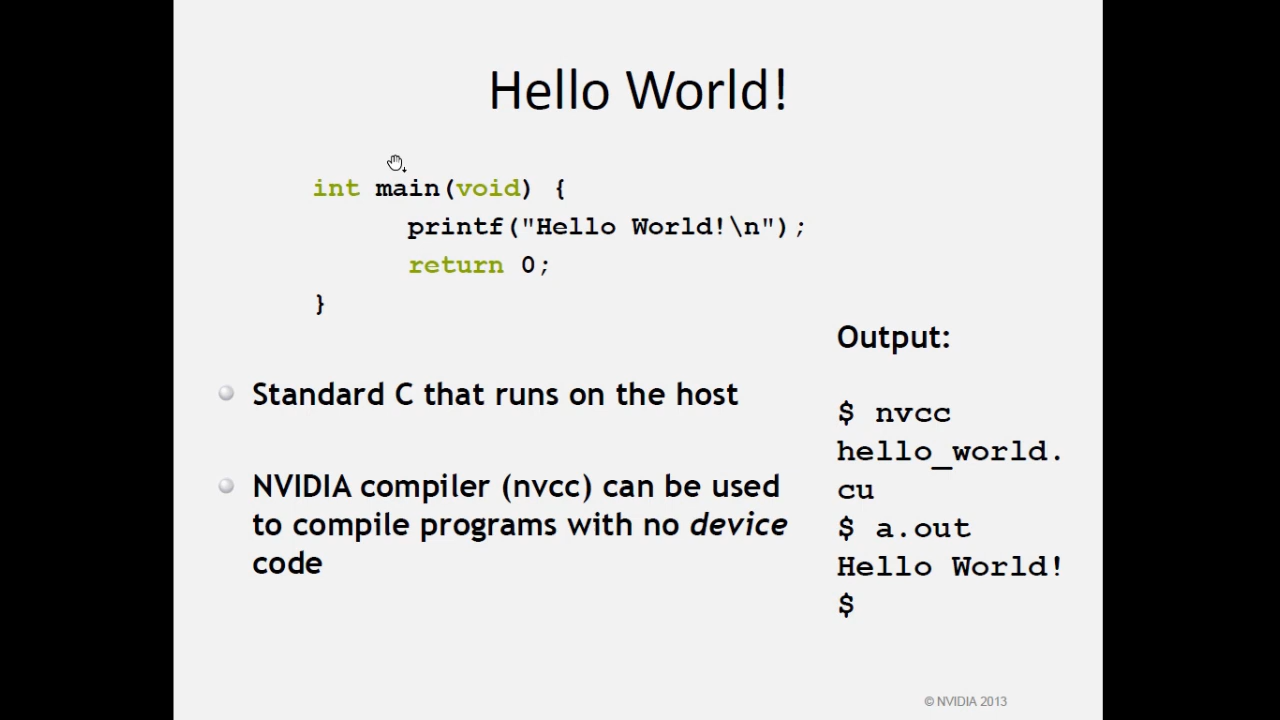 Hello World!
int main(void) {
printf("Hello World!\n");
return 0;
}
Standard C that runs on the host
NVIDIA compiler (nvcc) can be used
to compile programs with no device
code
Output:
$ nvcc
hello_world.
cu
$ a.out
Hello World!
$
© NVIDIA 2013